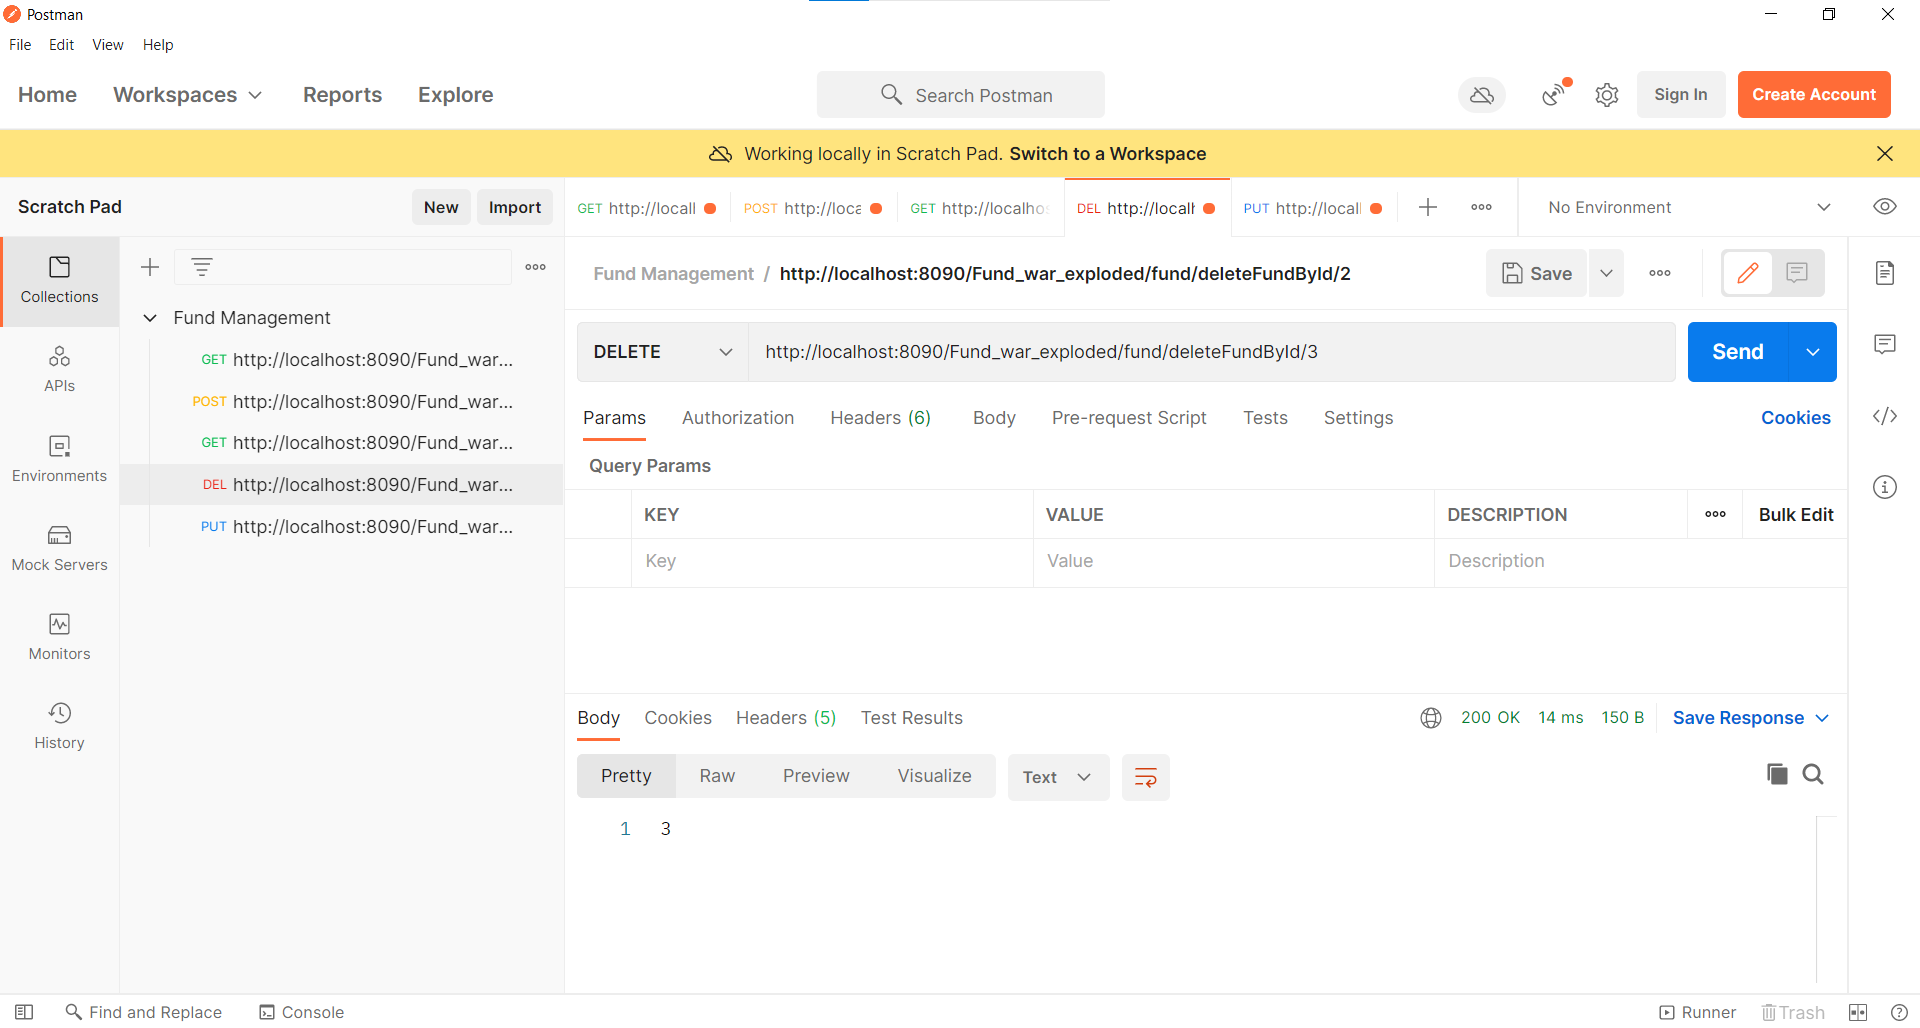 Postman
File Edit View Help
Home Workspaces Reports Explore Search Postman Sign In Create Account
Working locally in Scratch Pad. Switch to a Workspace
Scratch Pad New Import GET http://locall POST http://loca GET http://localhos DEL http://localh PUT http://locall No Environment
Fund Management / http://localhost:8090/Fund_war_exploded/fund/deleteFundById/2 Save
Collections
Fund Management
DELETE http://localhost:8090/Fund_war_exploded/fund/deleteFundById/3 Send
GET http://localhost:8090/Fund_war...
APIs
POST http://localhost:8090/Fund_war...
Params Authorization Headers (6) Body Pre-request Script Tests Settings Cookies
GET http://localhost:8090/Fund_war...
Environments
Query Params
DEL http://localhost:8090/Fund_war...
KEY VALUE DESCRIPTION Bulk Edit
PUT http://localhost:8090/Fund_war...
Key Value Description
Mock Servers
Monitors
Body Cookies Headers (5) Test Results 200 OK 14 ms 150 B Save Response
History
Pretty Raw Preview Visualize Text
1 3
Find and Replace Console Runner Trash